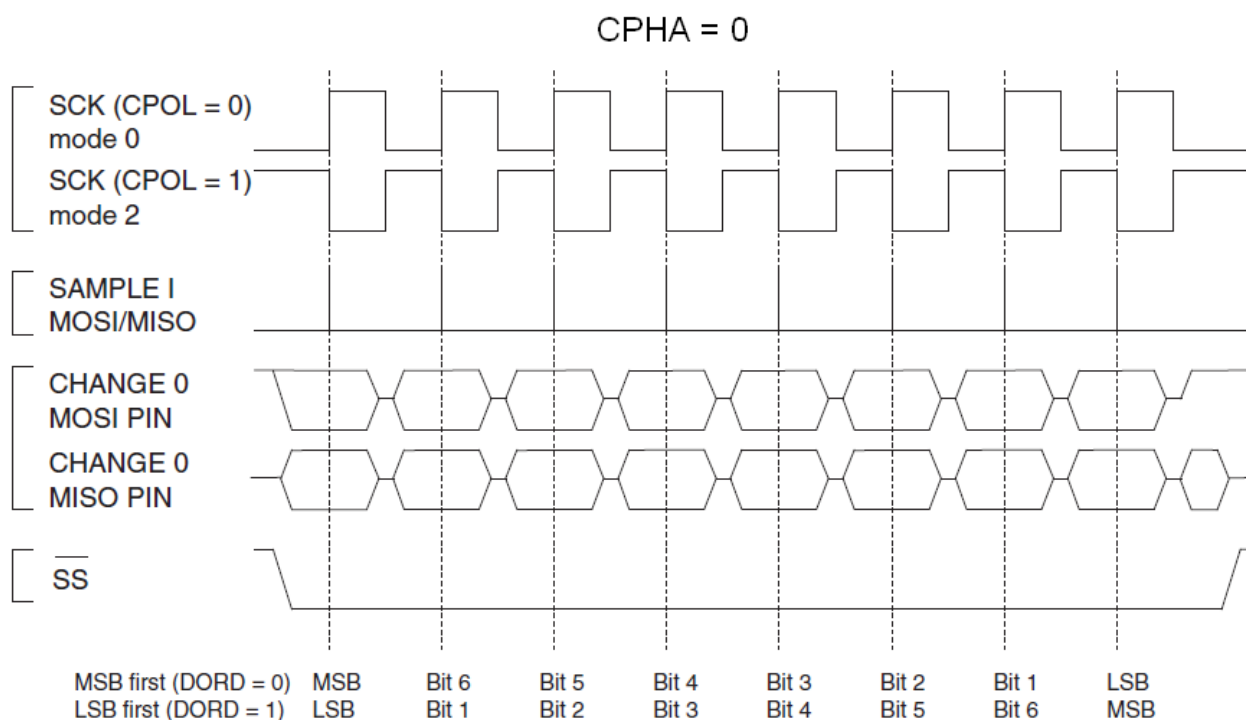 CPHA = 0
SCK (CPOL = 0)
mode 0
SCK (CPOL = 1)
mode 2
SAMPLE I
MOSI/MISO
CHANGE 0
MOSI PIN
CHANGE 0
MISO PIN
SS
MSB first (DORD = 0) MSB Bit 6 Bit 5 Bit 4 Bit 3 Bit 2 Bit 1 LSB
LSB first (DORD = 1) LSB Bit 1 Bit 2 Bit 3 Bit 4 Bit 5 Bit 6 MSB